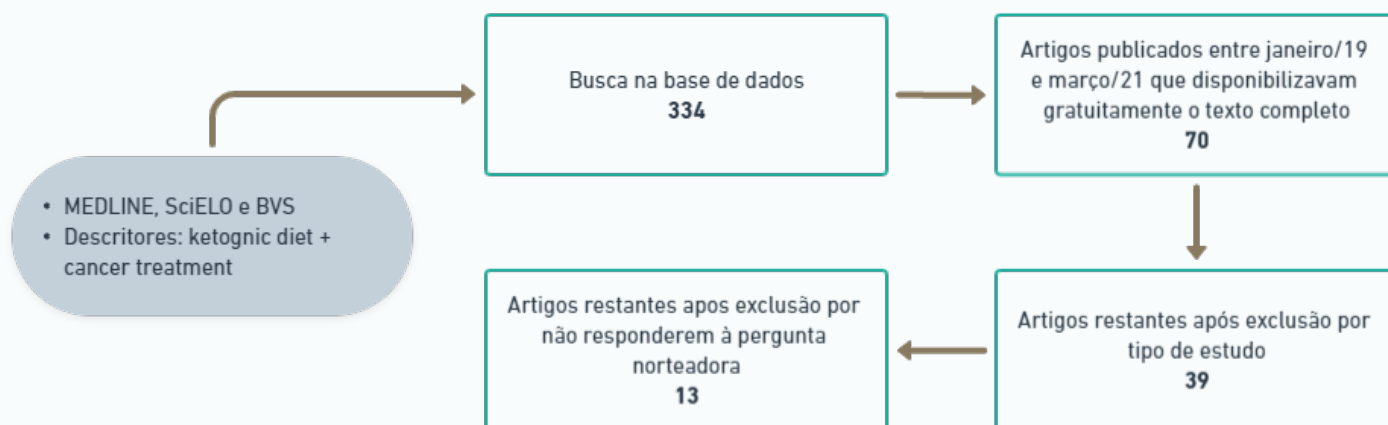 • MEDLINE, SciELO e BVS
• Descritores: ketognic diet +
cancer treatment
Busca na base de dados
334
Artigos publicados entre janeiro/19
e março/21 que disponibilizavam
gratuitamente o texto completo
70
Artigos restantes após exclusão por
tipo de estudo
39
Artigos restantes apos exclusão por
não responderem à pergunta
norteadora
13